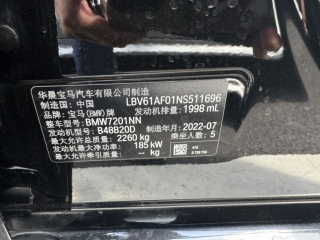 华晨宝马汽车有限公司制造
制造国：中国 LBV61AF01NS511696
品牌：宝马(BMW)牌 发动机排量：1998 mL
整车型号：BMW7201NN
发动机型号：B48B20D 制造年月：2022-07
最大允许总质量：2260 kg 乘坐人数：5
发动机最大净功率：185 kW
最大允许牵引质量：-- kg